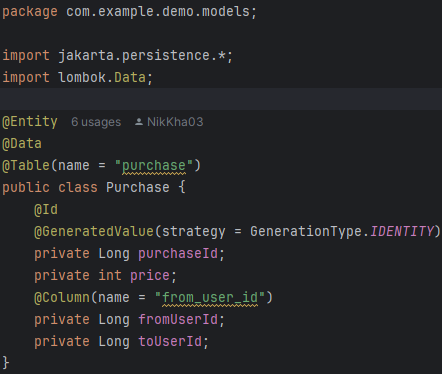 package com.example.demo.models;
import jakarta.persistence.*;
import lombok.Data;
@Entity 6 usages NikKha03
@Data
@Table(name = "purchase")
public class Purchase {
@Id
@GeneratedValue(strategy = GenerationType.IDENTITY)
private Long purchaseId;
private int price;
@Column(name = "from_user_id")
private Long fromUserId;
private Long toUserId;
}